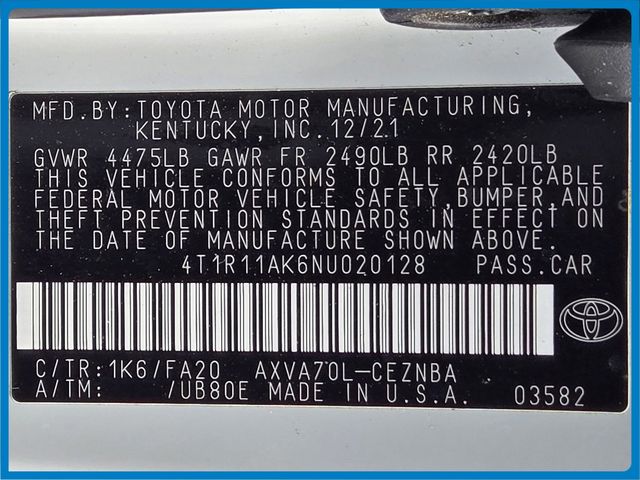 MFD.BY:TOYOTA MOTOR MANUFACTURING,
KENTUCKY,INC.12/21
GVWR 4475LB GAWR FR 2490LB RR 2420LB
THIS VEHICLE CONFORMS TO ALL APPLICABLE
FEDERAL MOTOR VEHICLE SAFETY,BUMPER,AND
THEFT PREVENTION STANDARDS IN EFFECT ON
THE DATE OF MANUFACTURE SHOWN ABOVE.
4T1R11AK6NU020128 PASS.CAR
C/TR:1K6/FA20 AXVA70L-CEZNBA
A/TM: /UB80E MADE IN U.S.A. 03582